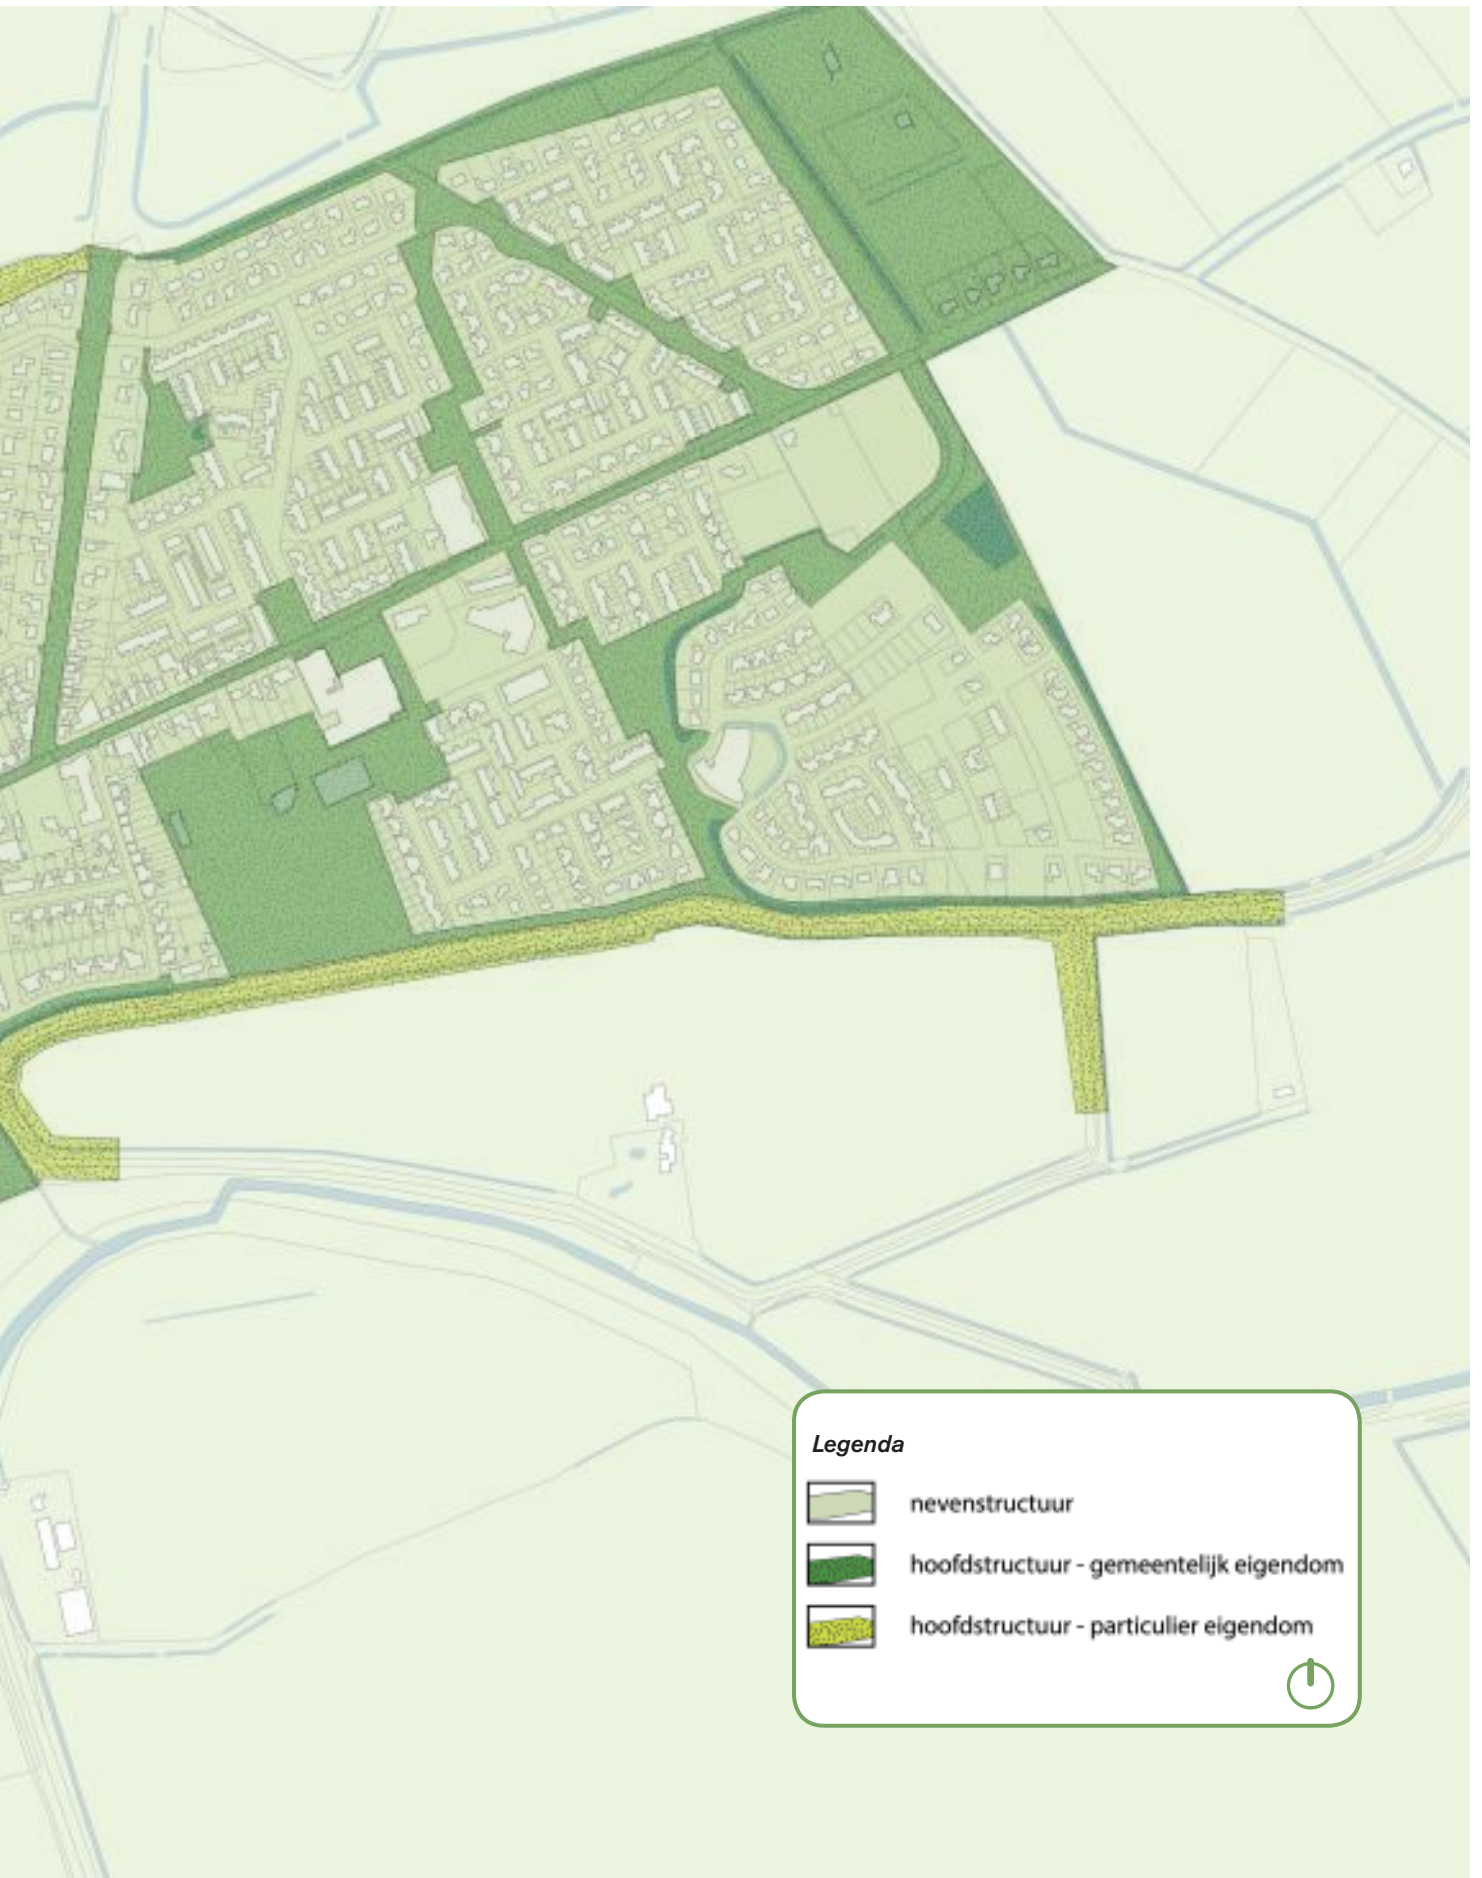 Legenda
nevenstructuur
hoofdstructuur - gemeentelijk eigendom
hoofdstructuur - particulier eigendom